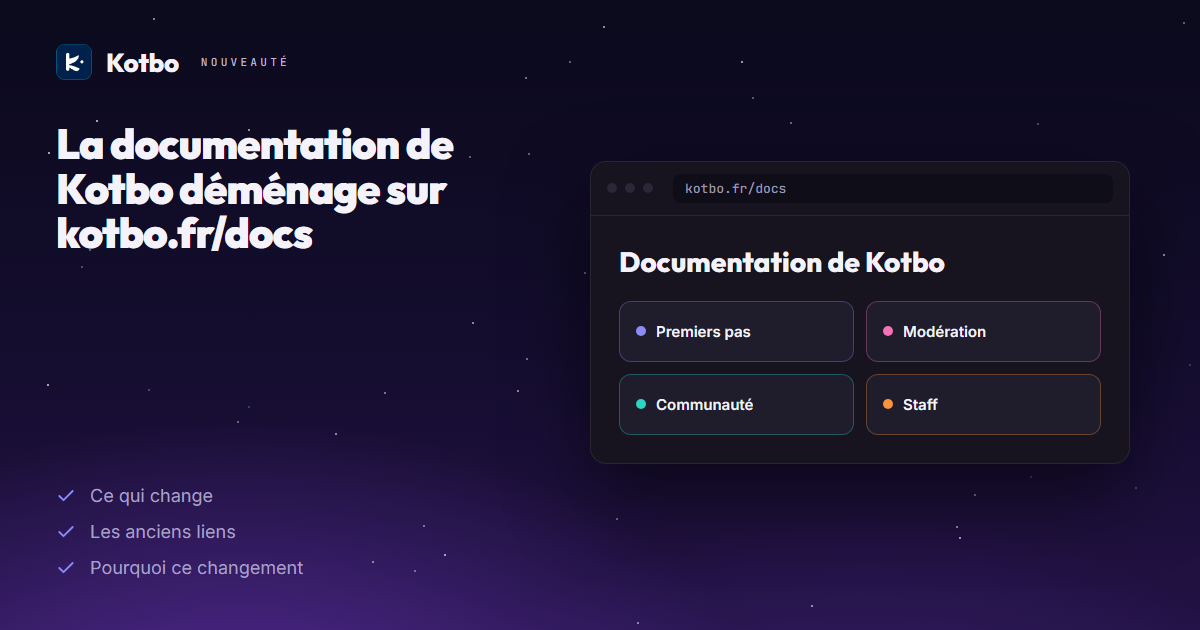 Kotbo
NOUVEAUTÉ
La documentation de
Kotbo déménage sur
kotbo.fr/docs
Ce qui change
Les anciens liens
Pourquoi ce changement
kotbo.fr/docs
Documentation de Kotbo
Premiers pas
Modération
Communauté
Staff